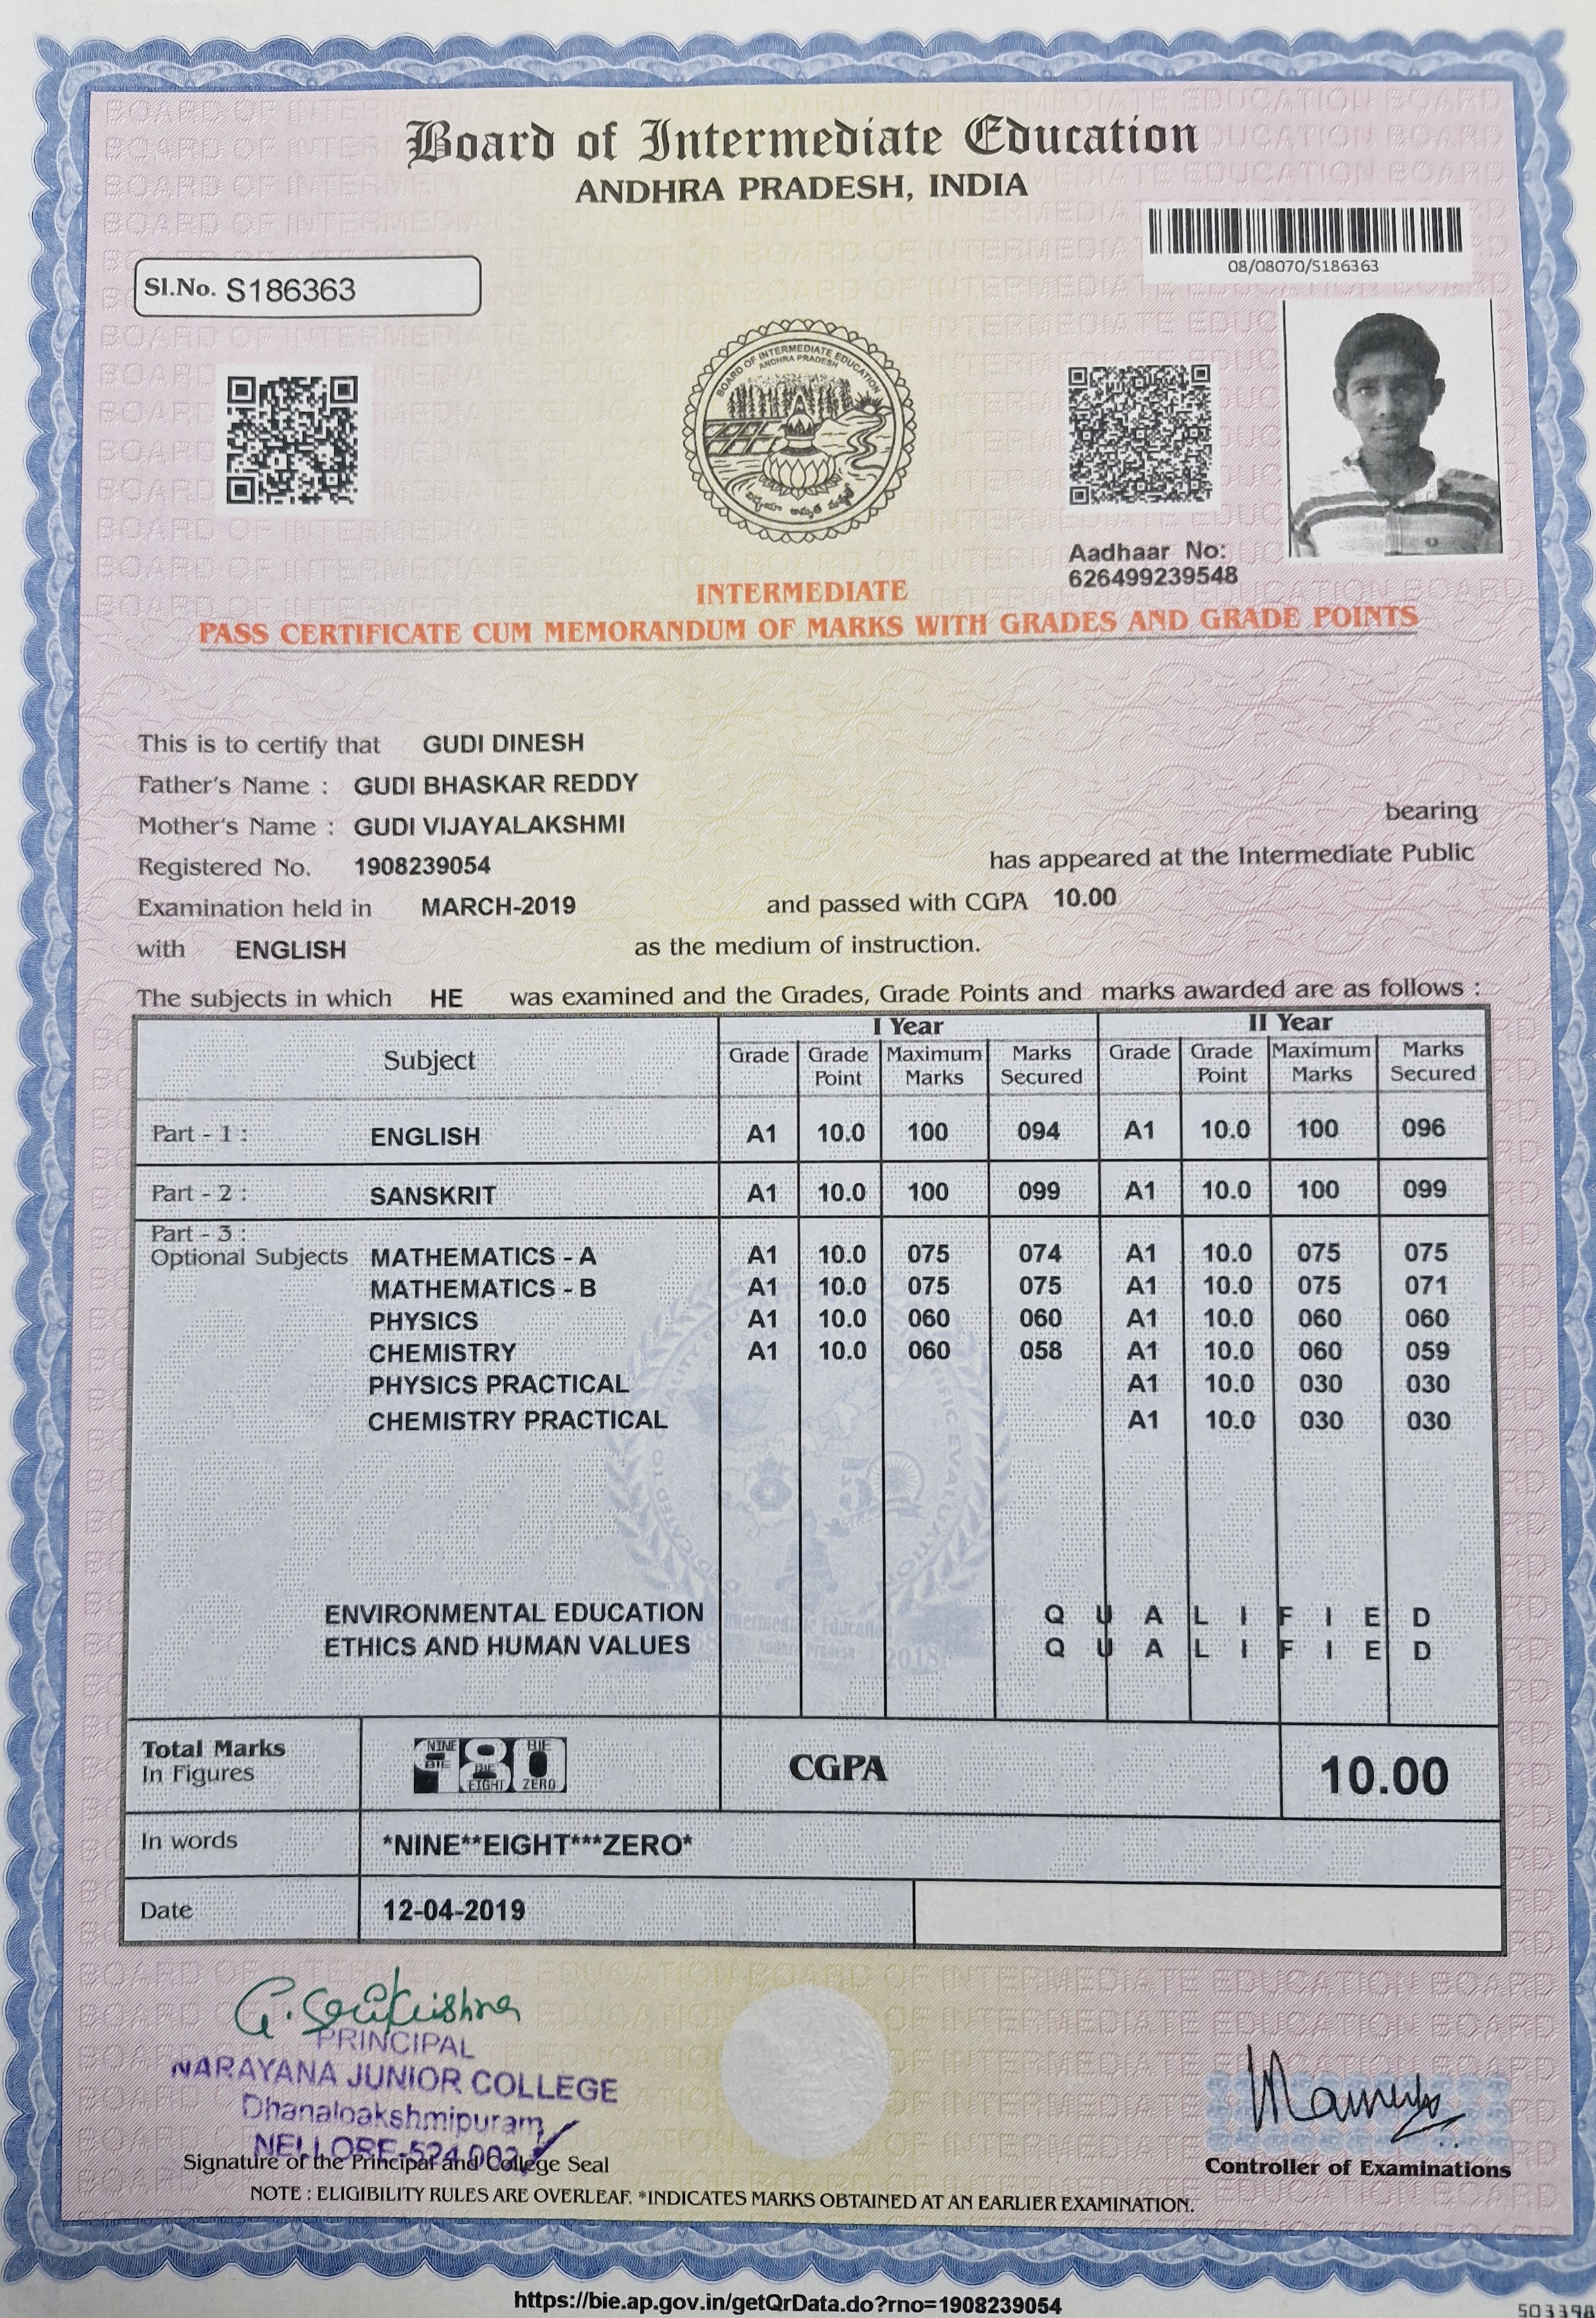 Board of Intermediate Education
ANDHRA PRADESH, INDIA
08/08070/S186363
Sl.No. S186363
BOARD OF INTERMEDIATE EDUCATION
ANDHRA PRADESH
Aadhaar No:
626499239548
INTERMEDIATE
PASS CERTIFICATE CUM MEMORANDUM OF MARKS WITH GRADES AND GRADE POINTS
This is to certify that GUDI DINESH
Father's Name : GUDI BHASKAR REDDY
Mother's Name : GUDI VIJAYALAKSHMI bearing
Registered No. 1908239054 has appeared at the Intermediate Public
Examination held in MARCH-2019 and passed with CGPA 10.00
with ENGLISH as the medium of instruction.
The subjects in which HE was examined and the Grades, Grade Points and marks awarded are as follows :
Subject I Year II Year
Grade Grade Point Maximum Marks Marks Secured Grade Grade Point Maximum Marks Marks Secured
Part - 1 : ENGLISH A1 10.0 100 094 A1 10.0 100 096
Part - 2 : SANSKRIT A1 10.0 100 099 A1 10.0 100 099
Part - 3 :
Optional Subjects MATHEMATICS - A A1 10.0 075 074 A1 10.0 075 075
MATHEMATICS - B A1 10.0 075 075 A1 10.0 075 071
PHYSICS A1 10.0 060 060 A1 10.0 060 060
CHEMISTRY A1 10.0 060 058 A1 10.0 060 059
PHYSICS PRACTICAL A1 10.0 030 030
CHEMISTRY PRACTICAL A1 10.0 030 030
ENVIRONMENTAL EDUCATION Q U A L I F I E D
ETHICS AND HUMAN VALUES Q U A L I F I E D
Total Marks
In Figures 980 CGPA 10.00
In words *NINE**EIGHT***ZERO*
Date 12-04-2019
PRINCIPAL
NARAYANA JUNIOR COLLEGE
Dhanaloakshmipuram
NELLORE-524 002
Signature of the Principal and College Seal
Controller of Examinations
NOTE : ELIGIBILITY RULES ARE OVERLEAF. *INDICATES MARKS OBTAINED AT AN EARLIER EXAMINATION.
https://bie.ap.gov.in/getQrData.do?rno=1908239054